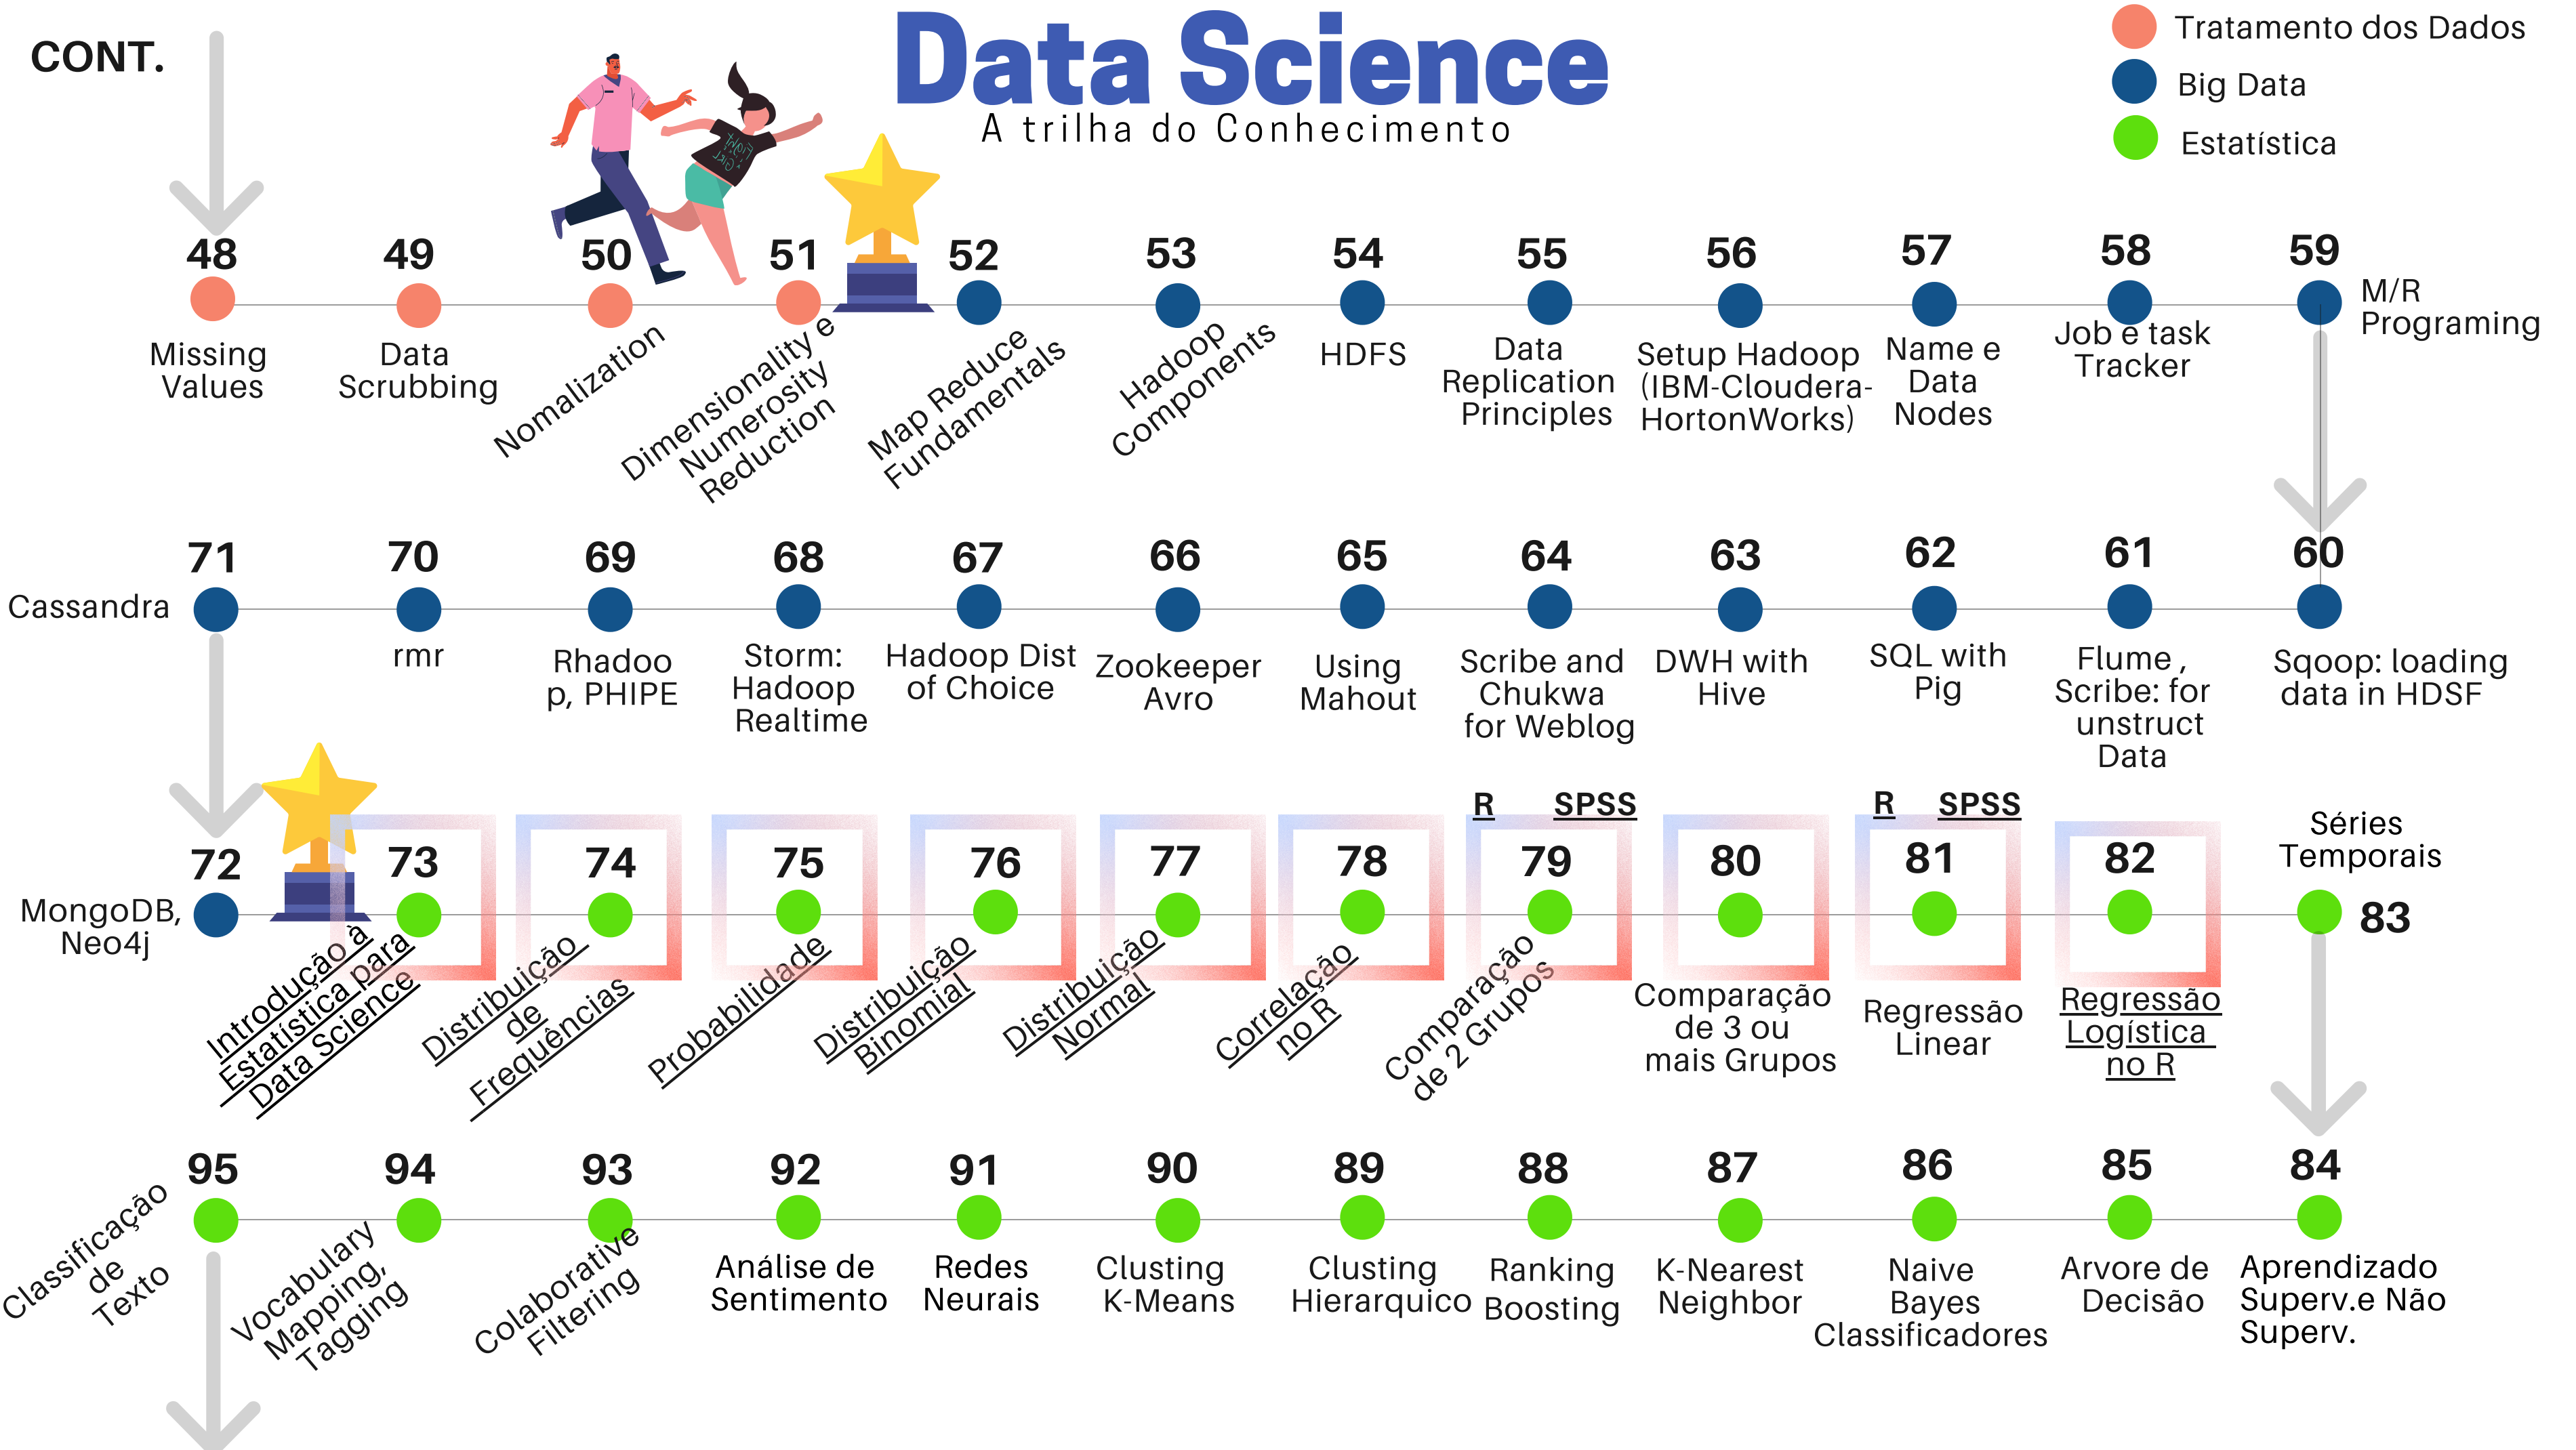 CONT.
Data Science
A trilha do Conhecimento
Tratamento dos Dados
Big Data
Estatística
48
Missing
Values
49
Data
Scrubbing
50
Nomalization
51
Dimensionality e
Numerosity
Reduction
52
Map Reduce
Fundamentals
53
Hadoop
Components
54
HDFS
55
Data
Replication
Principles
56
Setup Hadoop
(IBM-Cloudera-
HortonWorks)
57
Name e
Data
Nodes
58
Job e task
Tracker
59
M/R
Programing
71
Cassandra
70
rmr
69
Rhadoo
p, PHIPE
68
Storm:
Hadoop
Realtime
67
Hadoop Dist
of Choice
66
Zookeeper
Avro
65
Using
Mahout
64
Scribe and
Chukwa
for Weblog
63
DWH with
Hive
62
SQL with
Pig
61
Flume ,
Scribe: for
unstruct
Data
60
Sqoop: loading
data in HDSF
72
MongoDB,
Neo4j
73
Introdução à
Estatística para
Data Science
74
Distribuição
de
Frequências
75
Probabilidade
76
Distribuição
Binomial
77
Distribuição
Normal
78
Correlação
no R
R SPSS
79
Comparação
de 2 Grupos
80
Comparação
de 3 ou
mais Grupos
R SPSS
81
Regressão
Linear
82
Regressão
Logística
no R
Séries
Temporais
83
95
Classificação
de
Texto
94
Vocabulary
Mapping,
Tagging
93
Colaborative
Filtering
92
Análise de
Sentimento
91
Redes
Neurais
90
Clusting
K-Means
89
Clusting
Hierarquico
88
Ranking
Boosting
87
K-Nearest
Neighbor
86
Naive
Bayes
Classificadores
85
Arvore de
Decisão
84
Aprendizado
Superv.e Não
Superv.